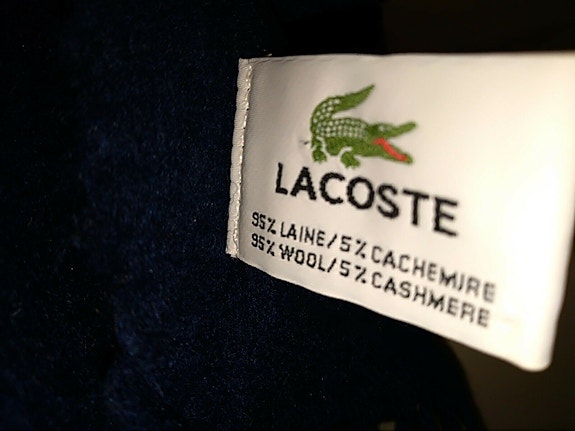 LACOSTE
95% LAINE/5% CACHEMIRE
95% WOOL/5% CASHMERE